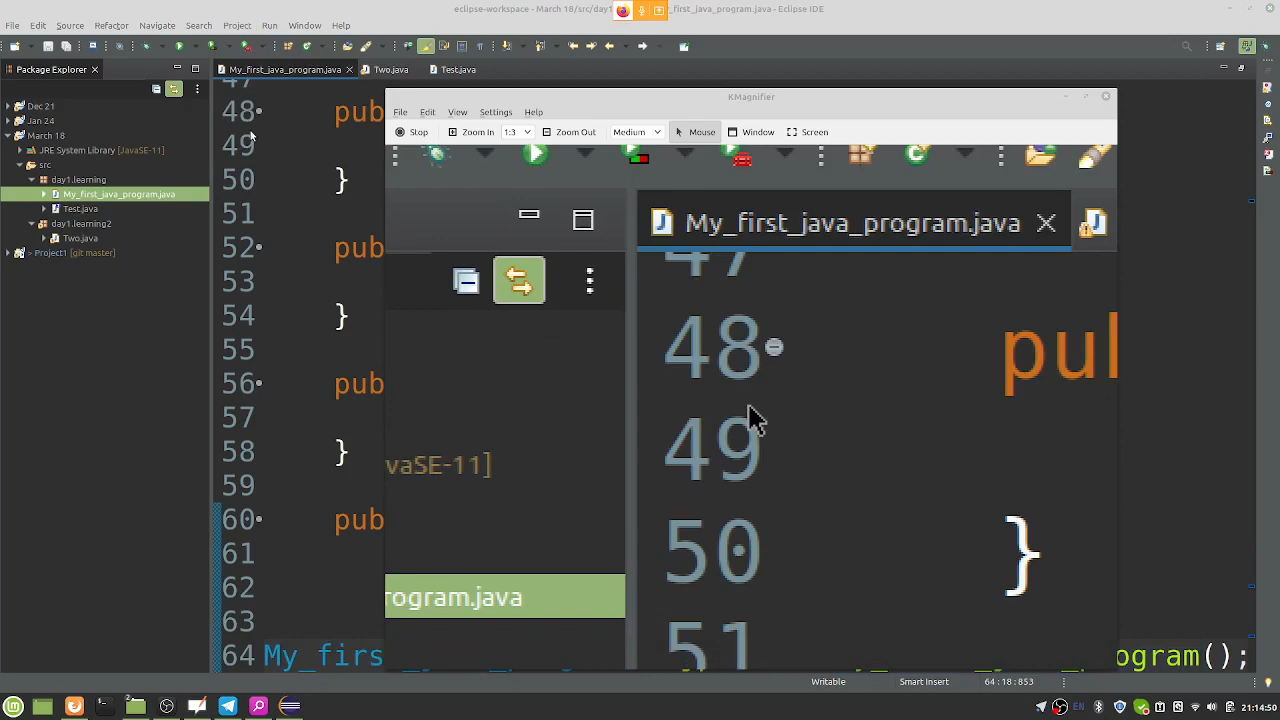 eclipse-workspace - March 18/src/day1 _first_java_program.java - Eclipse IDE
File Edit Source Refactor Navigate Search Project Run Window Help
Package Explorer
My_first_java_program.java
Two.java
Test.java
Dec 21
Jan 24
March 18
JRE System Library [JavaSE-11]
src
day1.learning
My_first_java_program.java
Test.java
day1.learning2
Two.java
> Project1 [git master]
47
48 pub
49
50 }
51
52 pub
53
54 }
55
56 pub
57
58 }
59
60 pub
61
62
63
64 My_firs ogram();
KMagnifier
File Edit View Settings Help
Stop Zoom In 1:3 Zoom Out Medium Mouse Window Screen
My_first_java_program.java
47
48 pul
49
vaSE-11]
50 }
rogram.java
51
Writable Smart Insert 64 : 18 : 853
EN 21:14:50